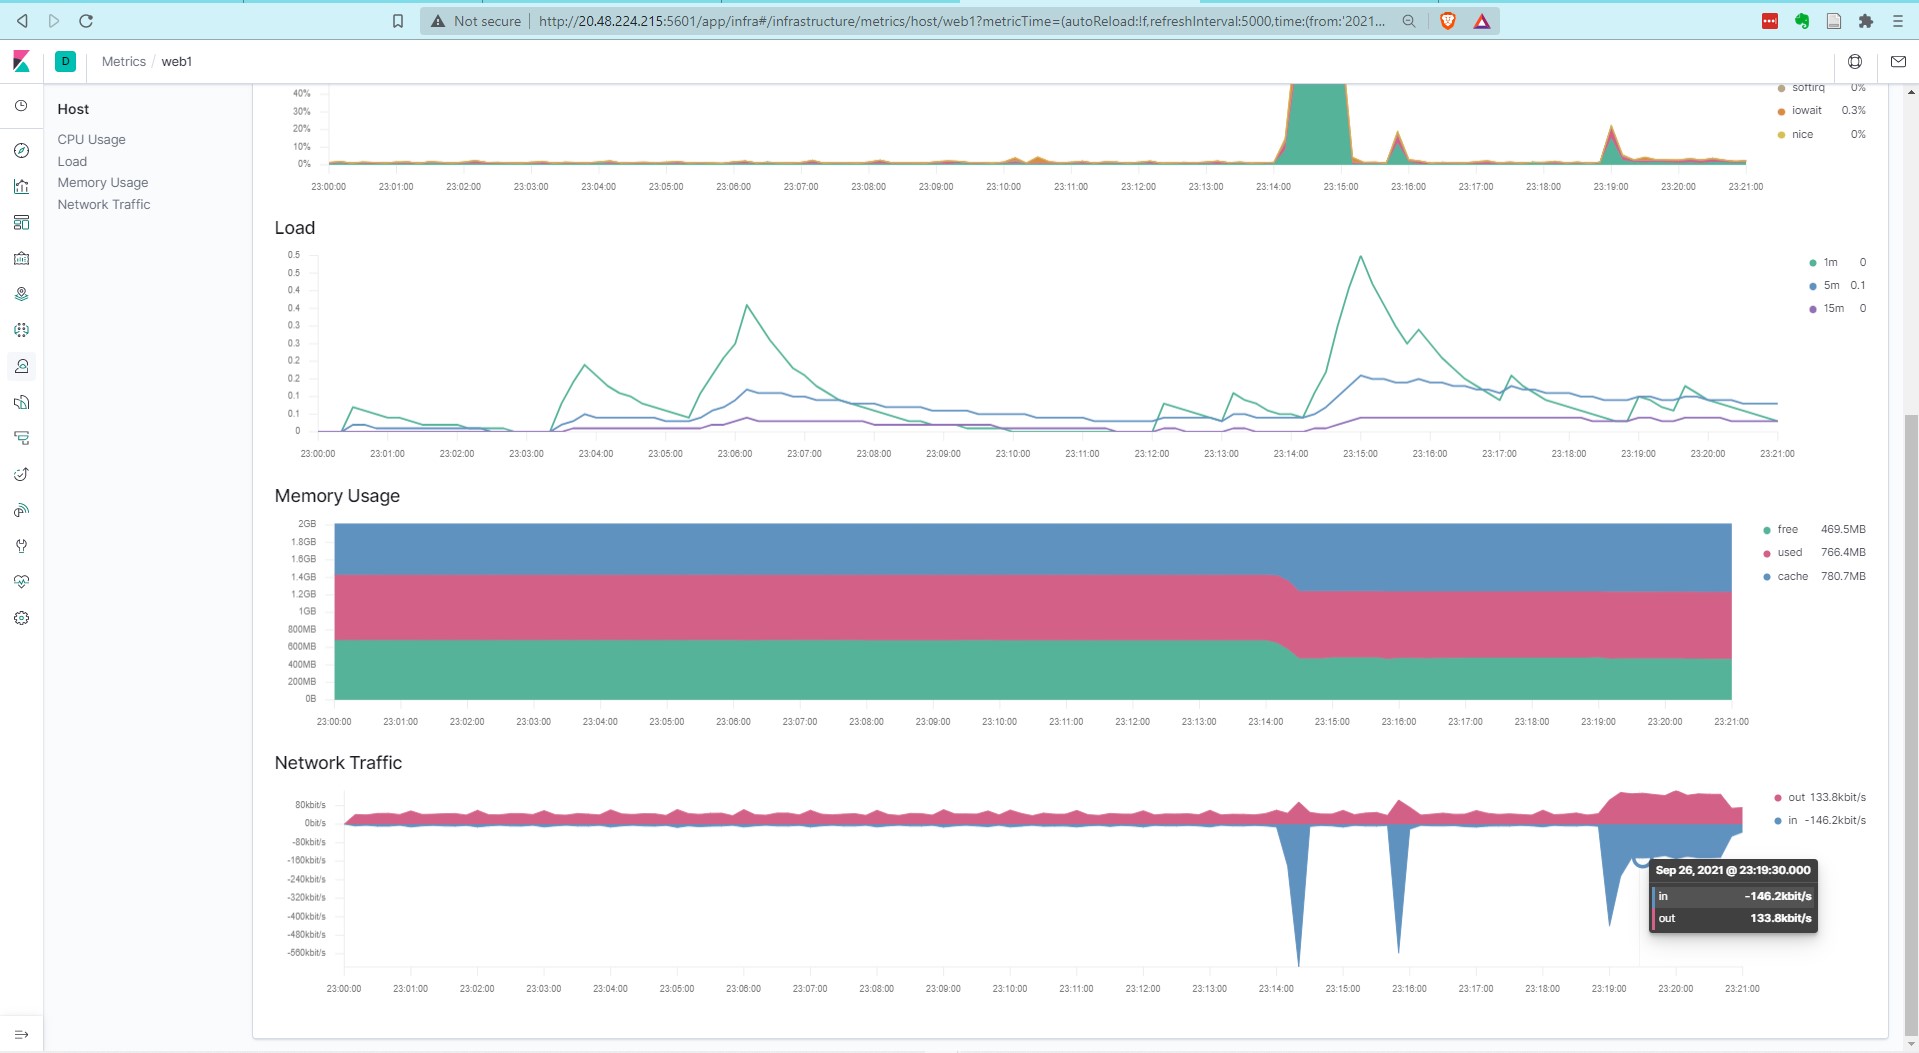 Not secure http://20.48.224.215:5601/app/infra#/infrastructure/metrics/host/web1?metricTime=(autoReload:!f,refreshInterval:5000,time:(from:'2021...
D Metrics / web1
Host
CPU Usage
Load
Memory Usage
Network Traffic
40%
30%
20%
10%
0%
23:00:00 23:01:00 23:02:00 23:03:00 23:04:00 23:05:00 23:06:00 23:07:00 23:08:00 23:09:00 23:10:00 23:11:00 23:12:00 23:13:00 23:14:00 23:15:00 23:16:00 23:17:00 23:18:00 23:19:00 23:20:00 23:21:00
softirq 0%
iowait 0.3%
nice 0%
Load
0.5
0.5
0.4
0.4
0.3
0.3
0.2
0.2
0.1
0.1
0
23:00:00 23:01:00 23:02:00 23:03:00 23:04:00 23:05:00 23:06:00 23:07:00 23:08:00 23:09:00 23:10:00 23:11:00 23:12:00 23:13:00 23:14:00 23:15:00 23:16:00 23:17:00 23:18:00 23:19:00 23:20:00 23:21:00
1m 0
5m 0.1
15m 0
Memory Usage
2GB
1.8GB
1.6GB
1.4GB
1.2GB
1GB
800MB
600MB
400MB
200MB
0B
23:00:00 23:01:00 23:02:00 23:03:00 23:04:00 23:05:00 23:06:00 23:07:00 23:08:00 23:09:00 23:10:00 23:11:00 23:12:00 23:13:00 23:14:00 23:15:00 23:16:00 23:17:00 23:18:00 23:19:00 23:20:00 23:21:00
free 469.5MB
used 766.4MB
cache 780.7MB
Network Traffic
80kbit/s
0bit/s
-80kbit/s
-160kbit/s
-240kbit/s
-320kbit/s
-400kbit/s
-480kbit/s
-560kbit/s
23:00:00 23:01:00 23:02:00 23:03:00 23:04:00 23:05:00 23:06:00 23:07:00 23:08:00 23:09:00 23:10:00 23:11:00 23:12:00 23:13:00 23:14:00 23:15:00 23:16:00 23:17:00 23:18:00 23:19:00 23:20:00 23:21:00
out 133.8kbit/s
in -146.2kbit/s
Sep 26, 2021 @ 23:19:30.000
in -146.2kbit/s
out 133.8kbit/s